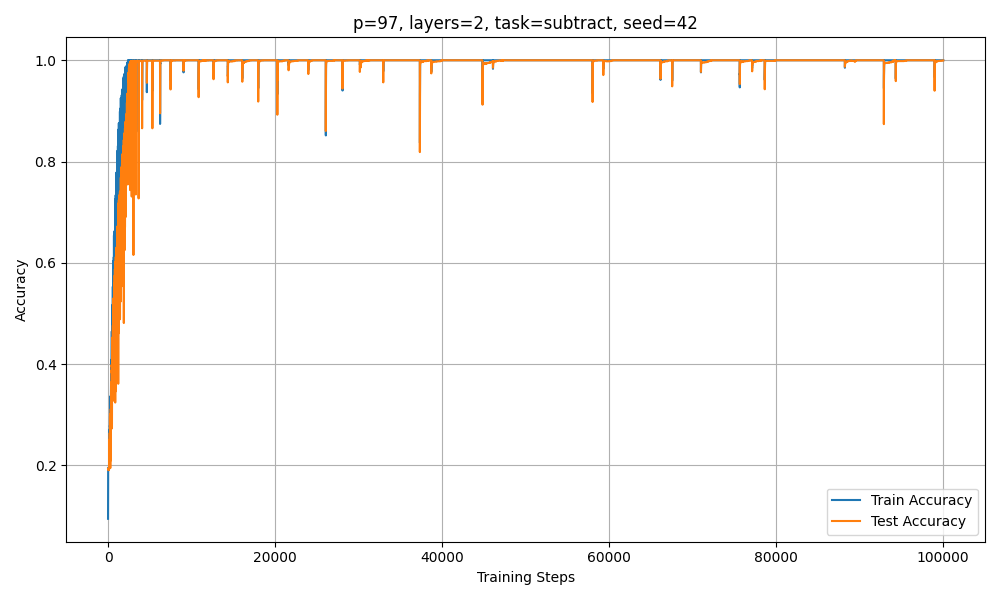 p=97, layers=2, task=subtract, seed=42
Accuracy
1.0
0.8
0.6
0.4
0.2
0
20000
40000
60000
80000
100000
Training Steps
Train Accuracy
Test Accuracy